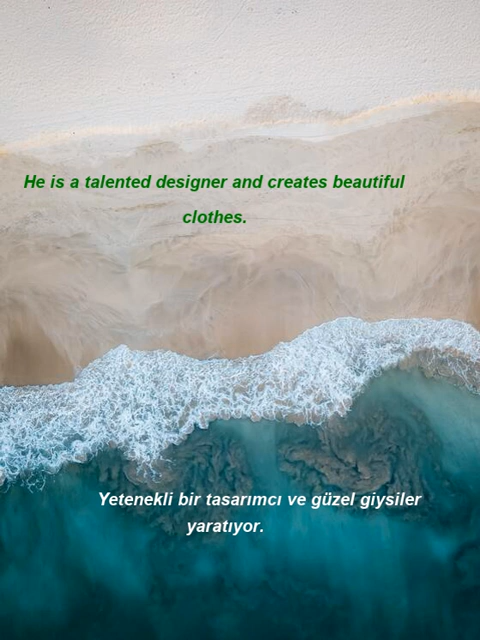 He is a talented designer and creates beautiful
clothes.
Yetenekli bir tasarımcı ve güzel giysiler
yaratıyor.